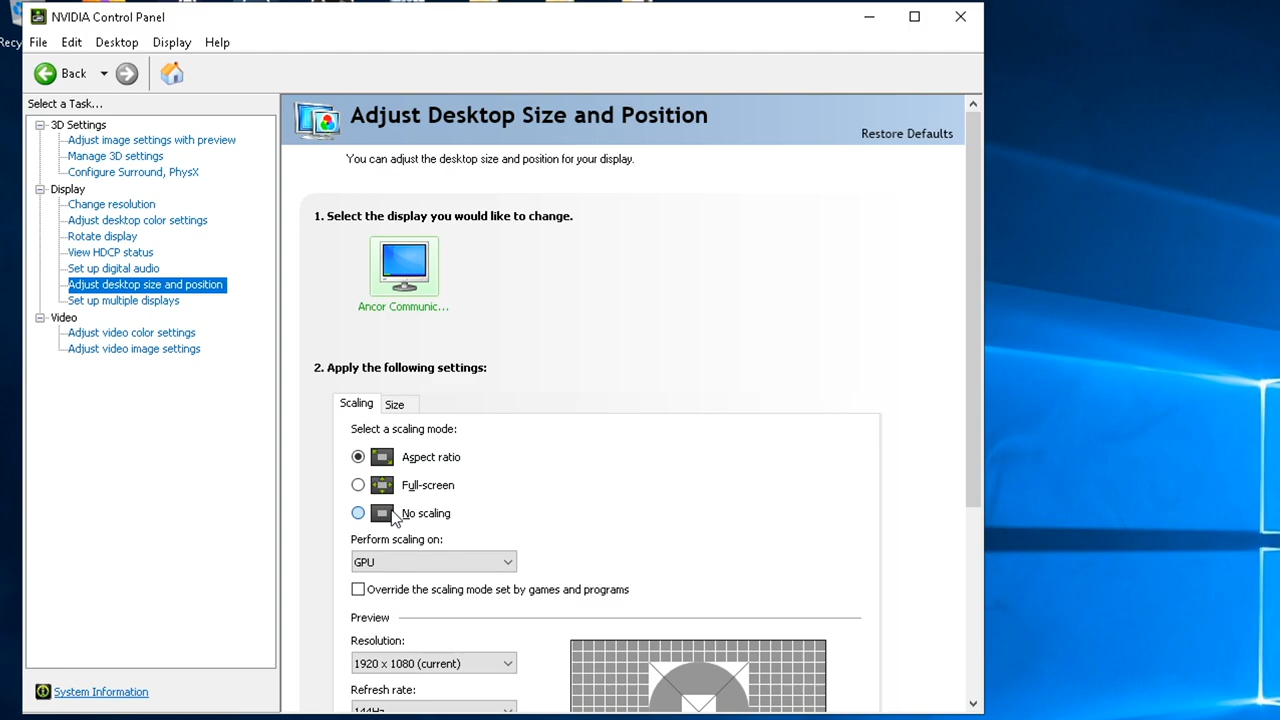 NVIDIA Control Panel
File Edit Desktop Display Help
Back
Select a Task...
3D Settings
Adjust image settings with preview
Manage 3D settings
Configure Surround, PhysX
Display
Change resolution
Adjust desktop color settings
Rotate display
View HDCP status
Set up digital audio
Adjust desktop size and position
Set up multiple displays
Video
Adjust video color settings
Adjust video image settings
System Information
Adjust Desktop Size and Position
Restore Defaults
You can adjust the desktop size and position for your display.
1. Select the display you would like to change.
Ancor Communic...
2. Apply the following settings:
Scaling Size
Select a scaling mode:
Aspect ratio
Full-screen
No scaling
Perform scaling on:
GPU
Override the scaling mode set by games and programs
Preview
Resolution:
1920 x 1080 (current)
Refresh rate:
144Hz
Recy